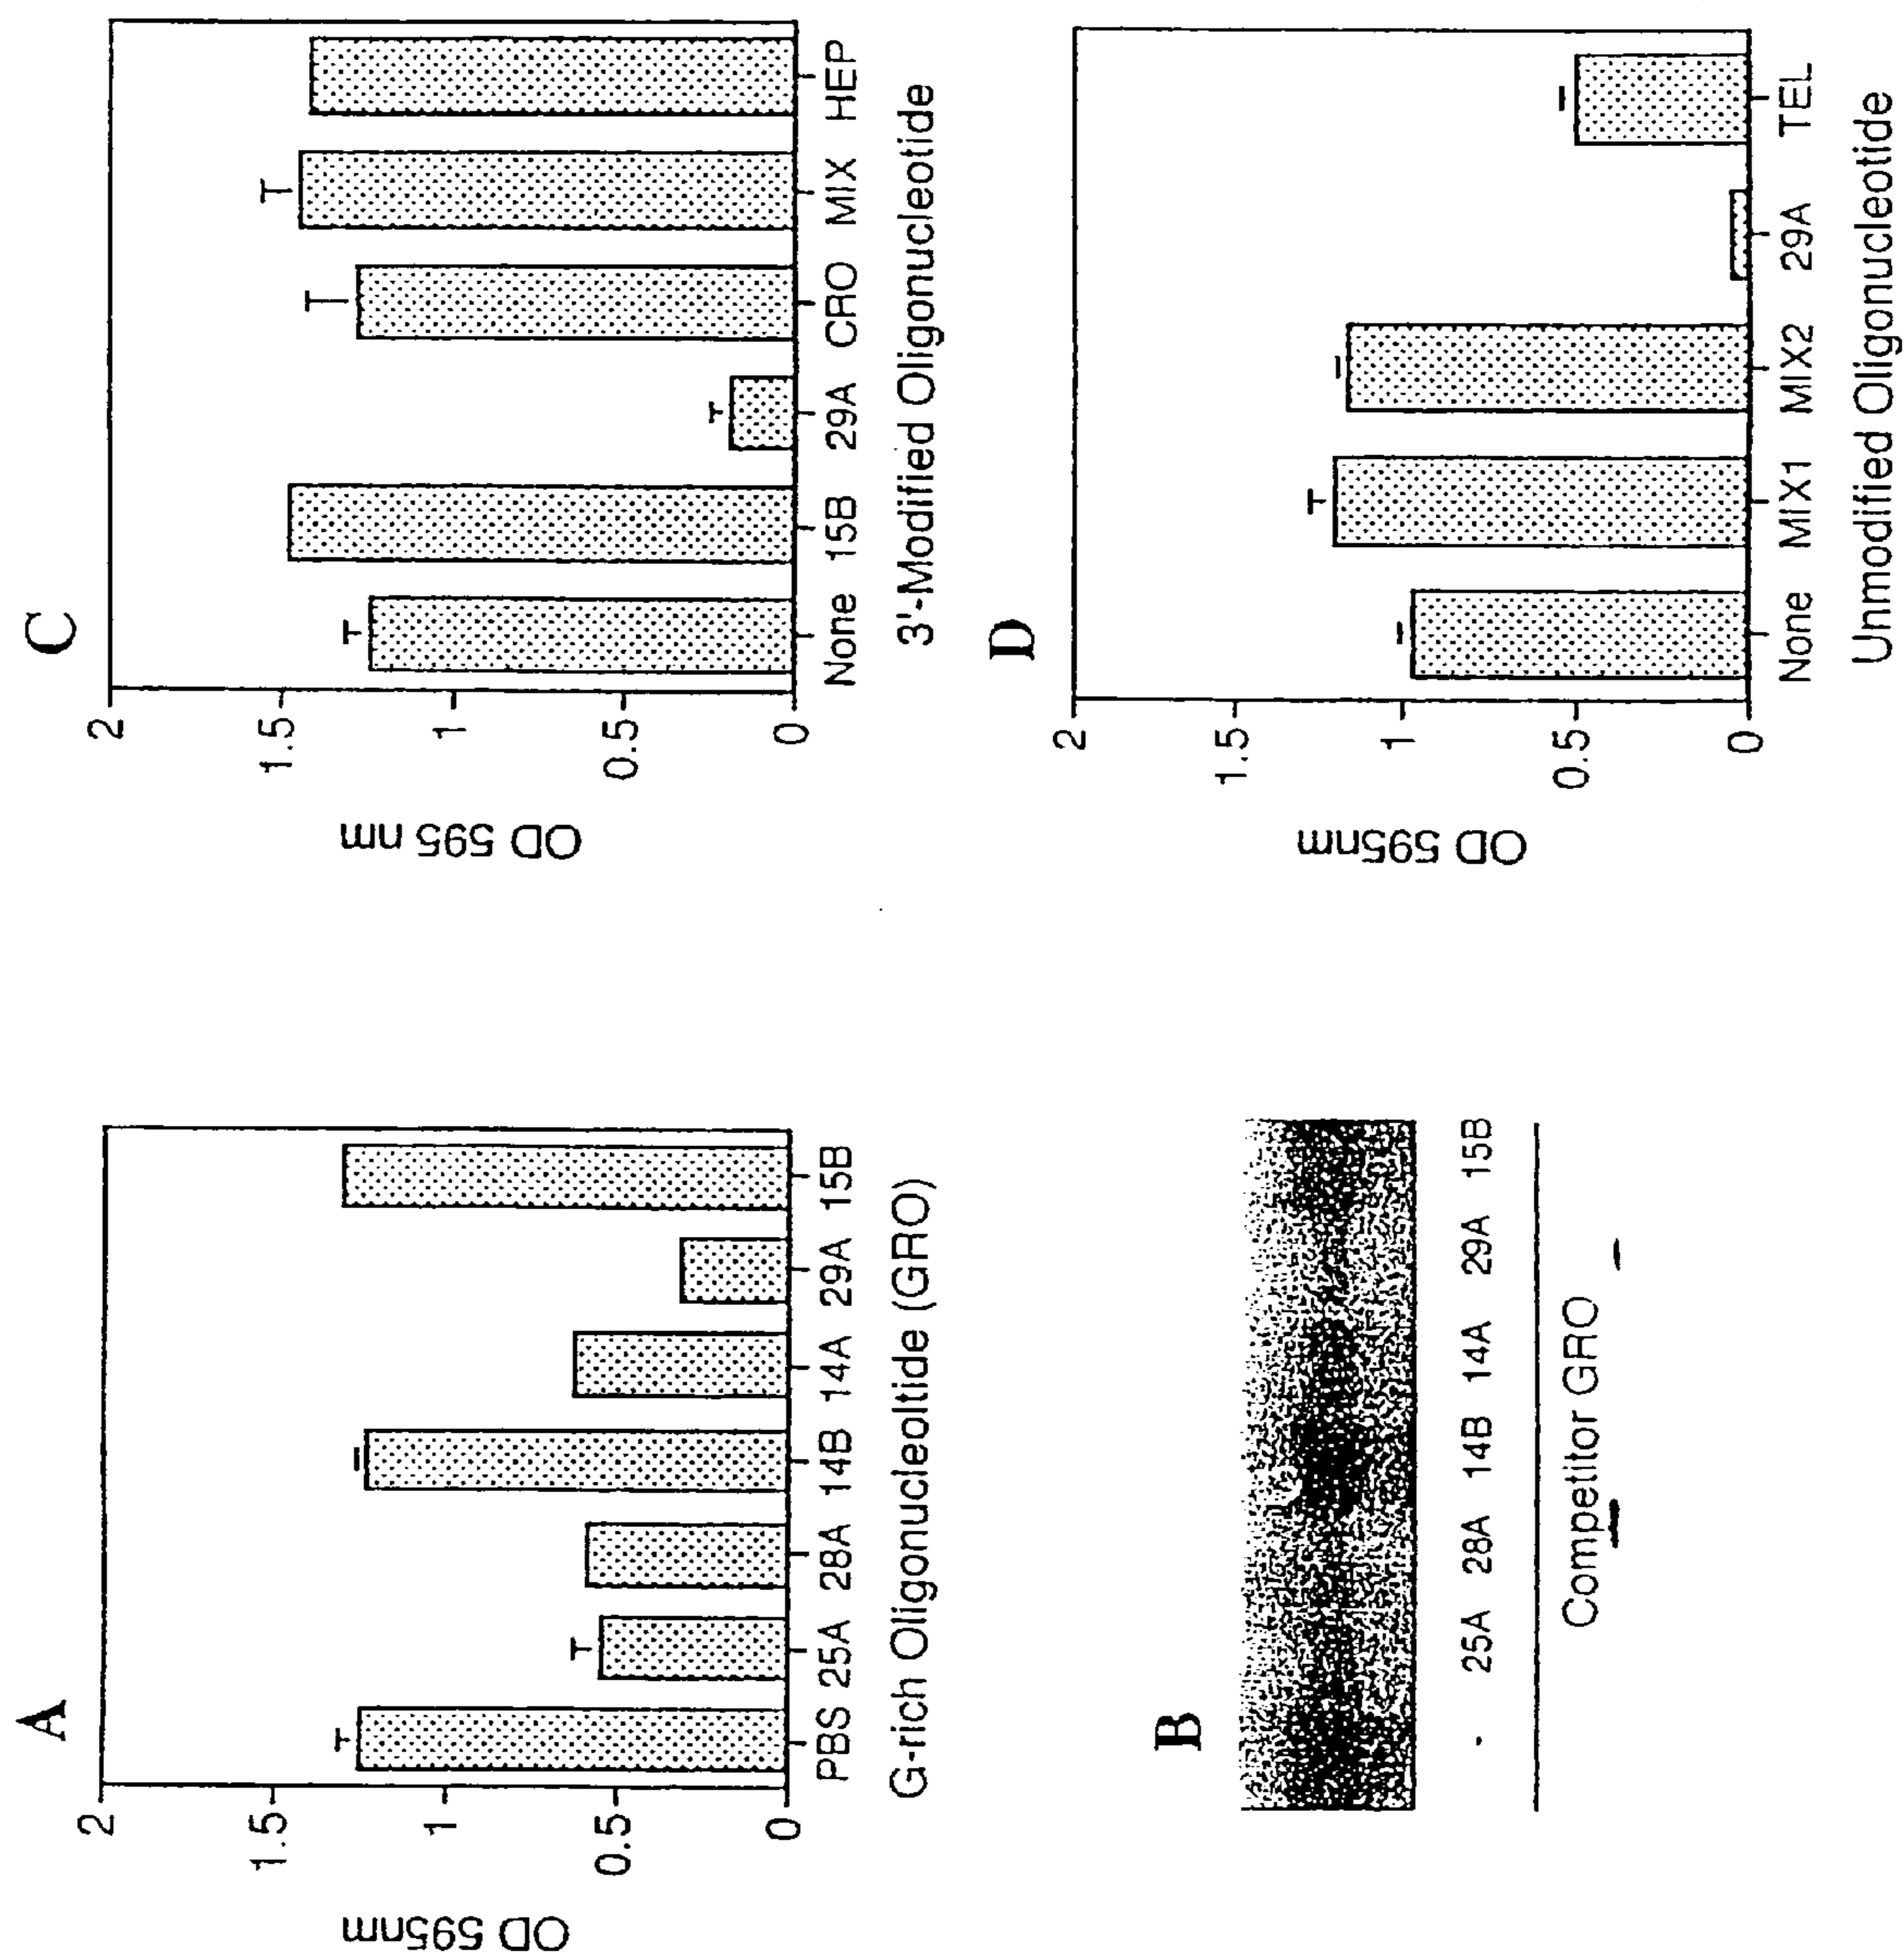 A
OD 595nm
2
1.5
1
0.5
0
PBS 25A 28A 14B 14A 29A 15B
G-rich Oligonucleoltide (GRO)
B
- 25A 28A 14B 14A 29A 15B
Competitor GRO
C
OD 595 nm
2
1.5
1
0.5
0
None 15B 29A CRO MIX HEP
3'-Modified Oligonucleotide
D
OD 595nm
2
1.5
1
0.5
0
None MIX1 MIX2 29A TEL
Unmodified Oligonucleotide